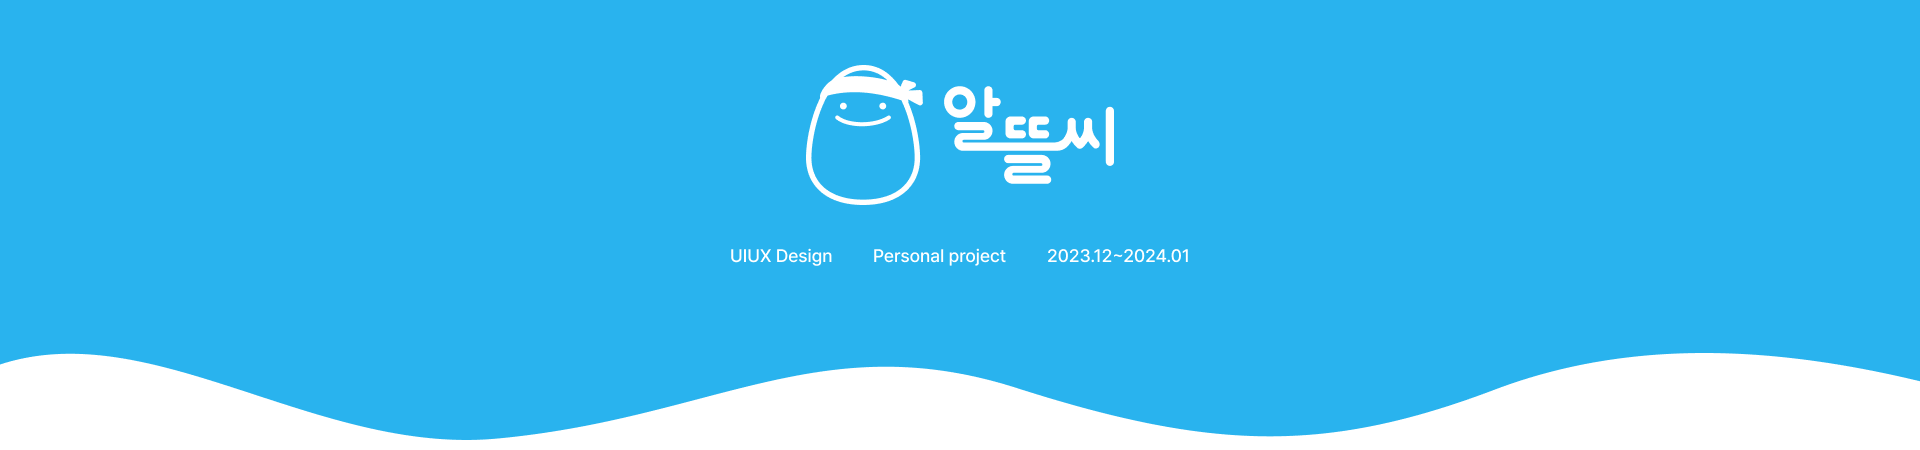 알뜰씨
UIUX Design Personal project 2023.12~2024.01